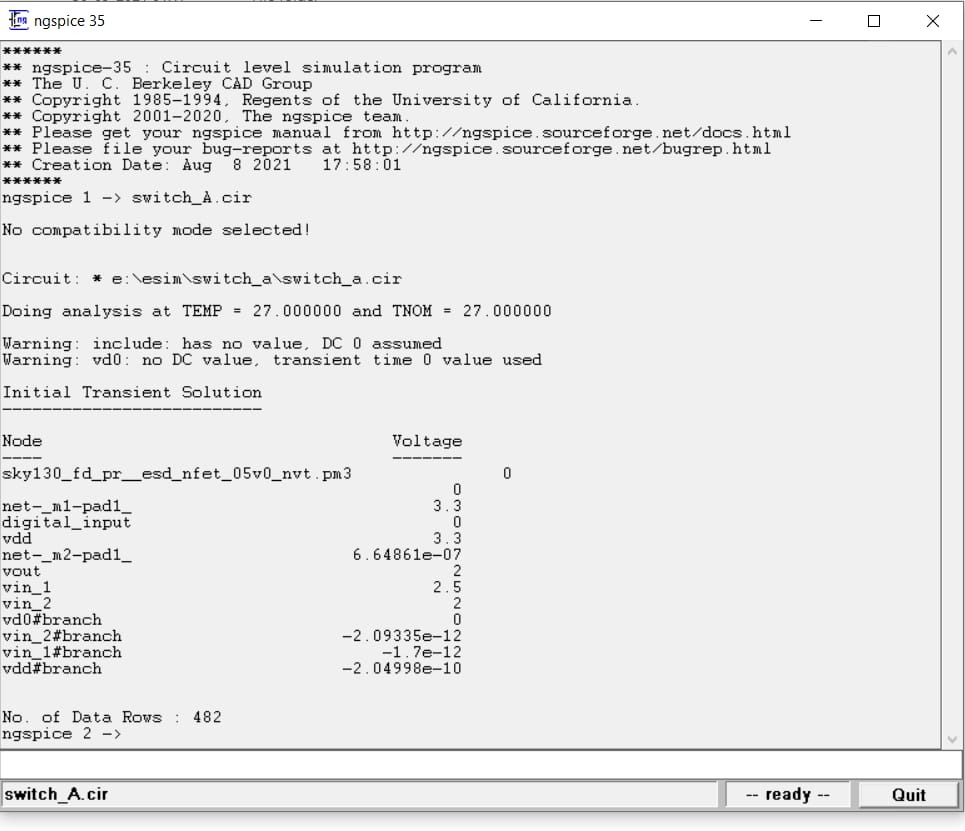 ngspice 35
******
** ngspice-35 : Circuit level simulation program
** The U. C. Berkeley CAD Group
** Copyright 1985-1994, Regents of the University of California.
** Copyright 2001-2020, The ngspice team.
** Please get your ngspice manual from http://ngspice.sourceforge.net/docs.html
** Please file your bug-reports at http://ngspice.sourceforge.net/bugrep.html
** Creation Date: Aug  8 2021   17:58:01
******
ngspice 1 -> switch_A.cir
No compatibility mode selected!
Circuit: * e:\esim\switch_a\switch_a.cir
Doing analysis at TEMP = 27.000000 and TNOM = 27.000000
Warning: include: has no value, DC 0 assumed
Warning: vd0: no DC value, transient time 0 value used
Initial Transient Solution
--------------------------
Node                                   Voltage
----                                   -------
sky130_fd_pr__esd_nfet_05v0_nvt.pm3               0
0
net-_m1-pad1_                              3.3
digital_input                                0
vdd                                        3.3
net-_m2-pad1_                      6.64861e-07
vout                                         2
vin_1                                      2.5
vin_2                                        2
vd0#branch                                   0
vin_2#branch                      -2.09335e-12
vin_1#branch                          -1.7e-12
vdd#branch                        -2.04998e-10
No. of Data Rows : 482
ngspice 2 ->
switch_A.cir
-- ready --
Quit